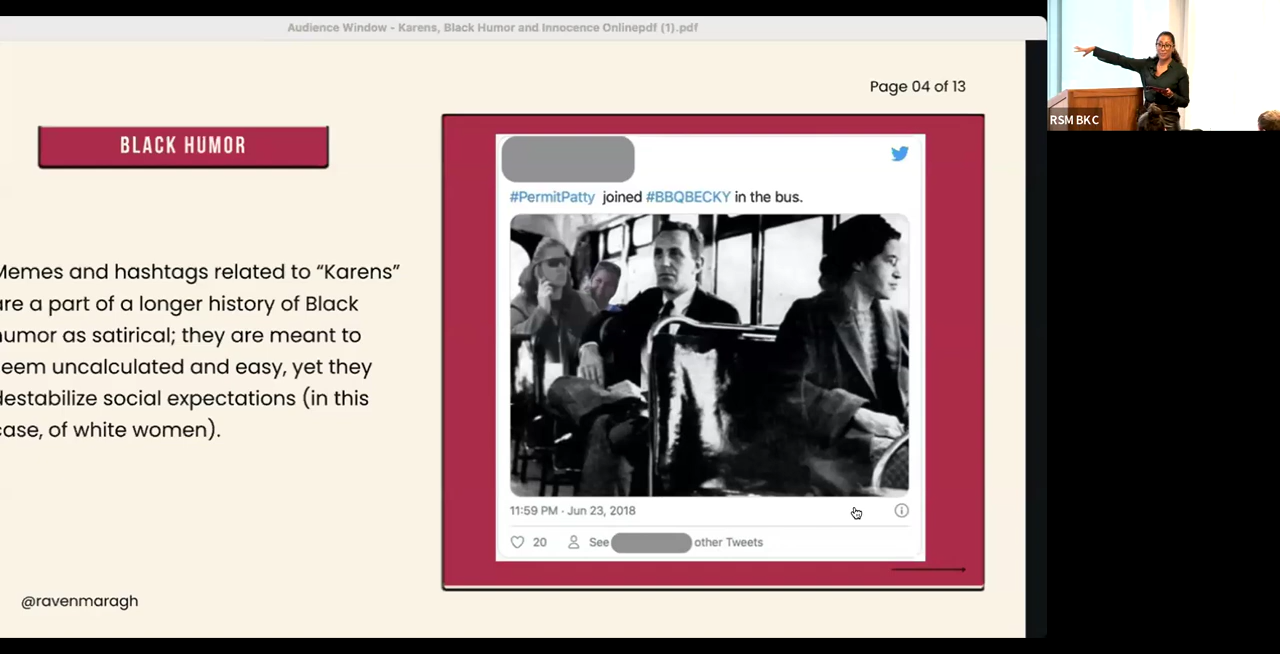 Audience Window - Karens, Black Humor and Innocence Onlinepdf (1).pdf
Page 04 of 13
BLACK HUMOR
#PermitPatty joined #BBQBECKY in the bus.
Memes and hashtags related to “Karens”
are a part of a longer history of Black
humor as satirical; they are meant to
seem uncalculated and easy, yet they
destabilize social expectations (in this
case, of white women).
11:59 PM · Jun 23, 2018
20 See other Tweets
@ravenmaragh
RSM BKC